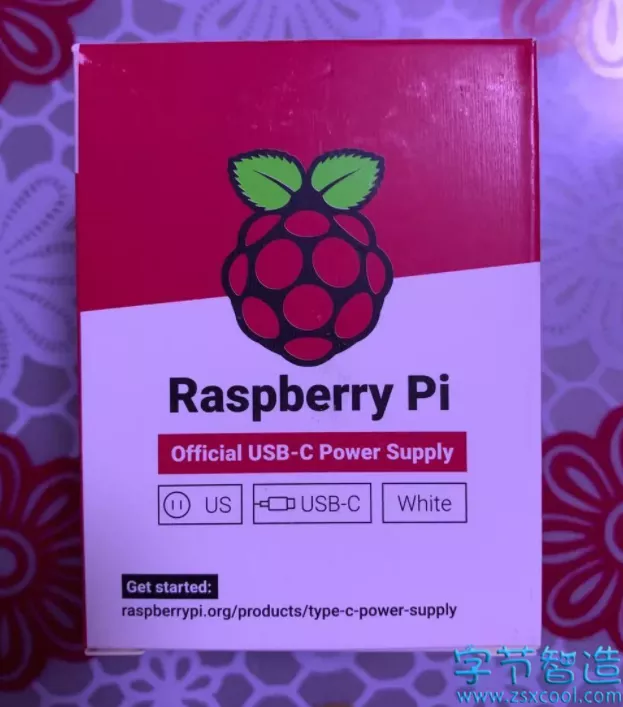 Raspberry Pi
Official USB-C Power Supply
US
USB-C
White
Get started:
raspberrypi.org/products/type-c-power-supply
字节智造
www.zsxcool.com